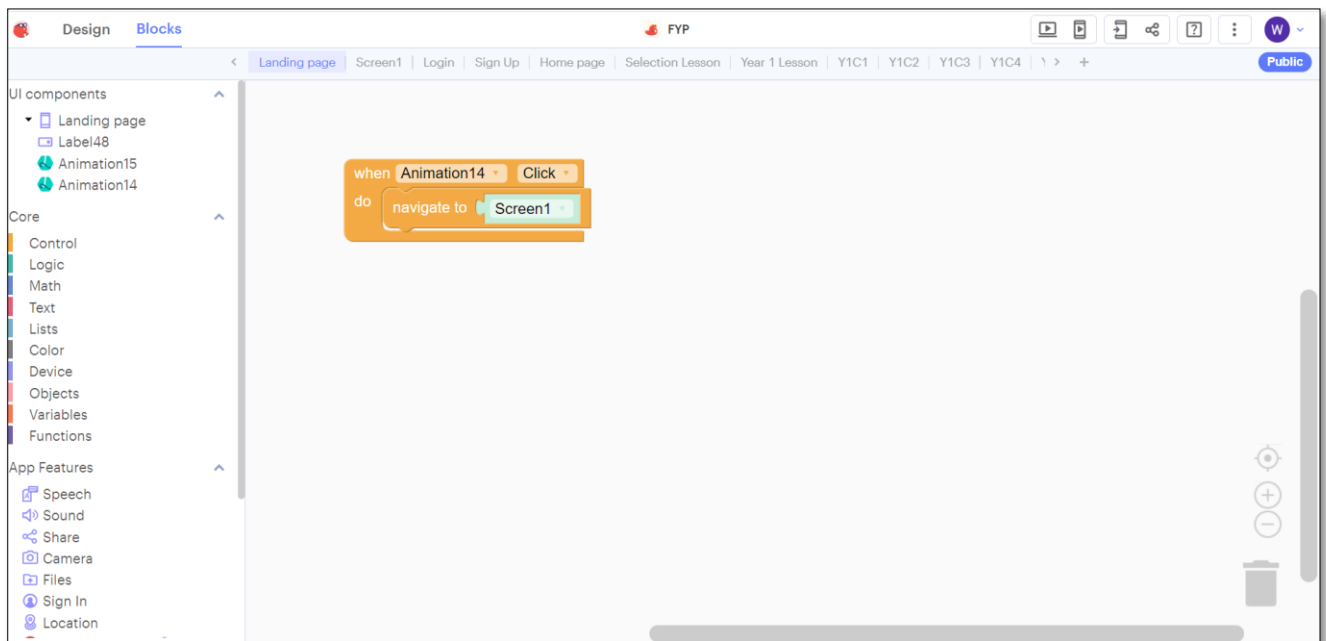 Design Blocks FYP ? W
Landing page Screen1 Login Sign Up Home page Selection Lesson Year 1 Lesson Y1C1 Y1C2 Y1C3 Y1C4 + Public
UI components
Landing page
Label48
Animation15
Animation14
Core
Control
Logic
Math
Text
Lists
Color
Device
Objects
Variables
Functions
App Features
Speech
Sound
Share
Camera
Files
Sign In
Location
when Animation14 Click
do navigate to Screen1